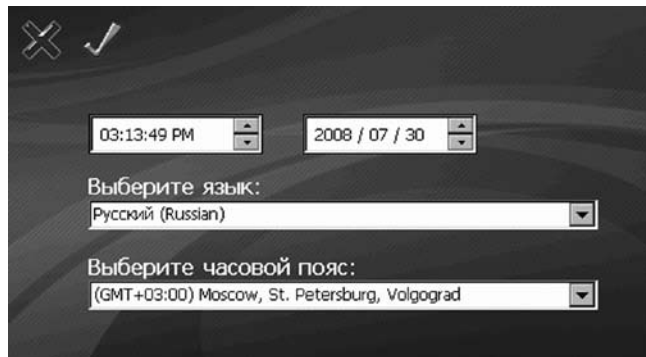 03:13:49 PM 2008 / 07 / 30
Выберите язык:
Русский (Russian)
Выберите часовой пояс:
(GMT+03:00) Moscow, St. Petersburg, Volgograd